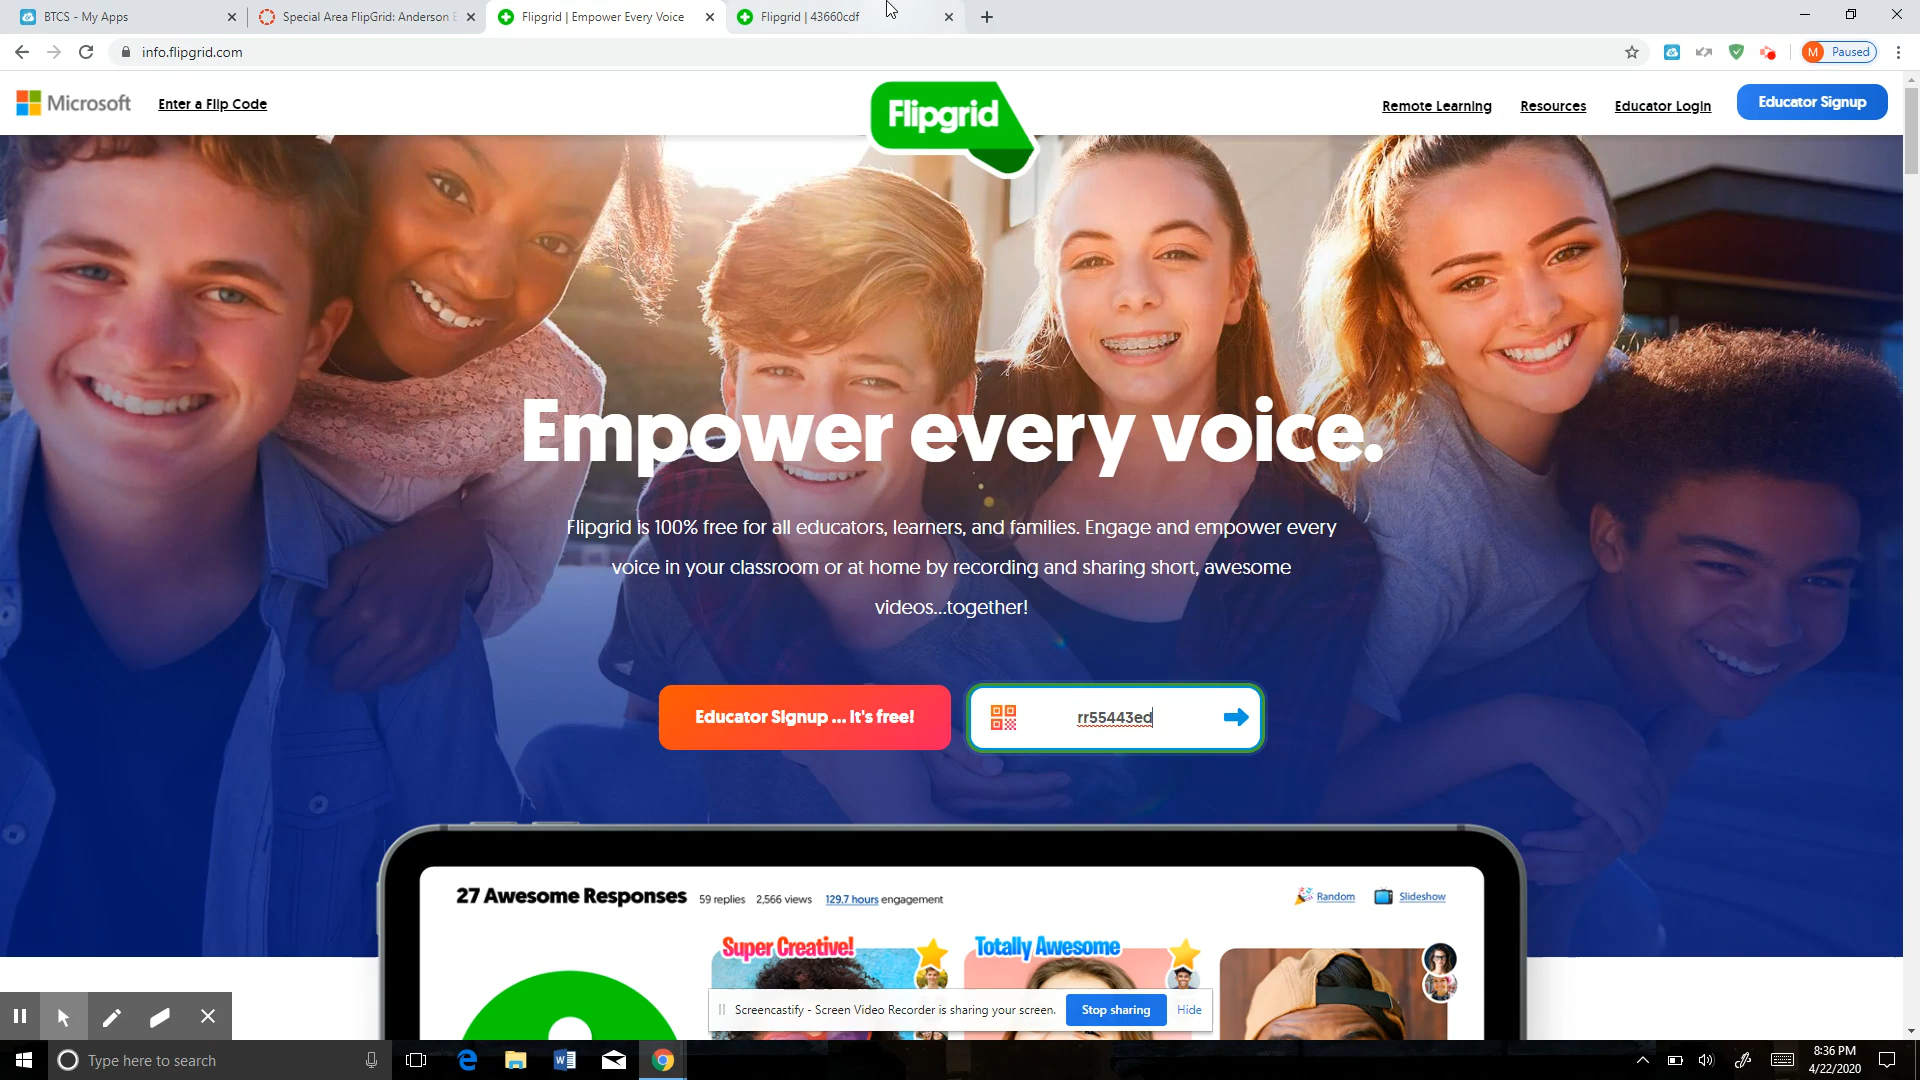 BTCS - My Apps
Special Area FlipGrid: Anderson E
Flipgrid | Empower Every Voice
Flipgrid | 43660cdf
info.flipgrid.com
M Paused
Microsoft
Enter a Flip Code
Flipgrid
Remote Learning
Resources
Educator Login
Educator Signup
Empower every voice.
Flipgrid is 100% free for all educators, learners, and families. Engage and empower every
voice in your classroom or at home by recording and sharing short, awesome
videos...together!
Educator Signup ... It's free!
rr55443ed
27 Awesome Responses 59 replies 2,566 views 129.7 hours engagement
Random
Slideshow
Super Creative!
Totally Awesome
Screencastify - Screen Video Recorder is sharing your screen.
Stop sharing
Hide
Type here to search
8:36 PM
4/22/2020